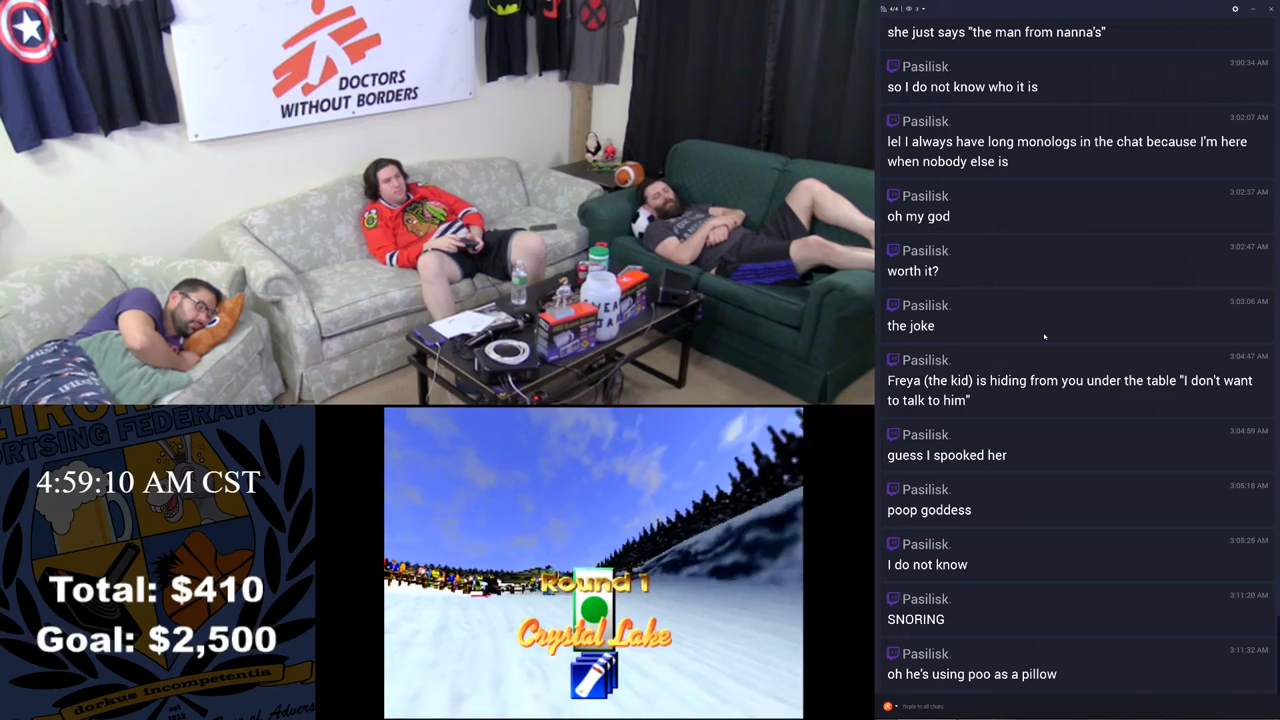 DOCTORS
WITHOUT BORDERS
4:59:10 AM CST
Total: $410
Goal: $2,500
dorkus incompetentia
Round 1
Crystal Lake
4/4
3
she just says "the man from nanna's"
Pasilisk
3:00:34 AM
so I do not know who it is
Pasilisk
3:02:07 AM
lel I always have long monologs in the chat because I'm here
when nobody else is
Pasilisk
3:02:37 AM
oh my god
Pasilisk
3:02:47 AM
worth it?
Pasilisk
3:03:06 AM
the joke
Pasilisk
3:04:47 AM
Freya (the kid) is hiding from you under the table "I don't want
to talk to him"
Pasilisk
3:04:59 AM
guess I spooked her
Pasilisk
3:05:18 AM
poop goddess
Pasilisk
3:05:25 AM
I do not know
Pasilisk
3:11:20 AM
SNORING
Pasilisk
3:11:32 AM
oh he's using poo as a pillow
Reply to all chats